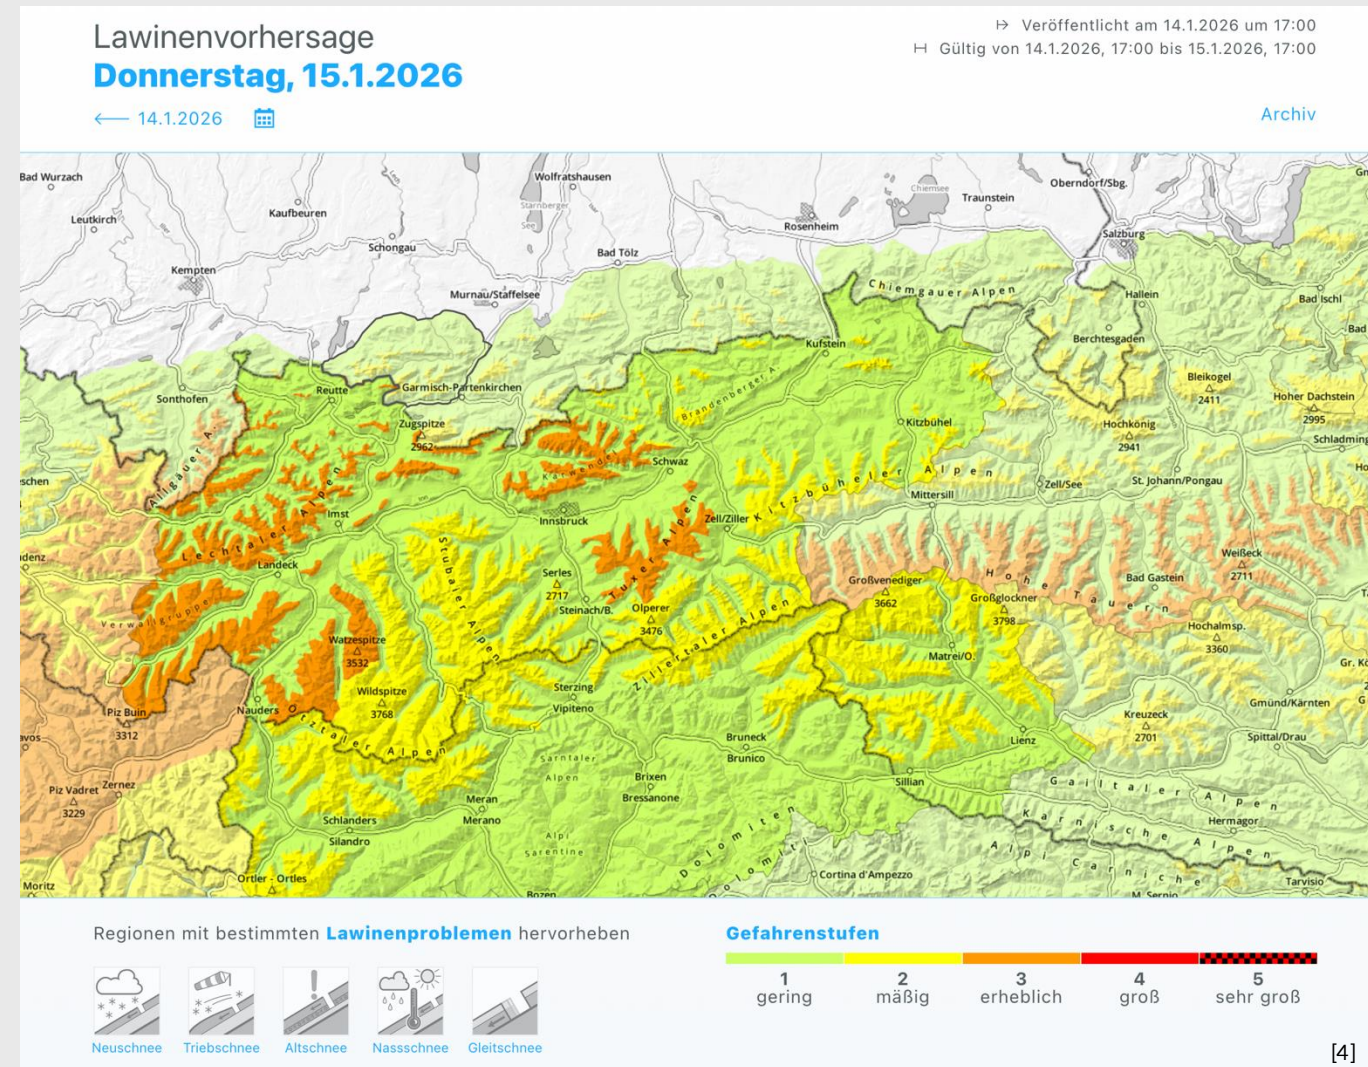 Lawinenvorhersage
Donnerstag, 15.1.2026
← 14.1.2026
Veröffentlicht am 14.1.2026 um 17:00
Gültig von 14.1.2026, 17:00 bis 15.1.2026, 17:00
Archiv
Bad Wurzach
Wolfratshausen
Oberndorf/Sbg.
Leutkirch
Kaufbeuren
Starnberger
See
Chiemsee
Traunstein
Schongau
Bad Tölz
Rosenheim
Salzburg
Kempten
Murnau/Staffelsee
Chiemgauer Alpen
Hallein
Bad Ischl
Bad
Kufstein
Berchtesgaden
Sonthofen
Reutte
Garmisch-Partenkirchen
Brandenberger A.
Bleikogel
2411
Hoher Dachstein
2995
Allgäuer A.
Zugspitze
2962
Kitzbühel
Hochkönig
2941
Schladming
Schwaz
Karwendel
Kitzbüheler Alpen
Zell/See
St. Johann/Pongau
Mittersill
Imst
Innsbruck
Zell/Ziller
Lechtaler Alpen
Landeck
Stubaier Alpen
Serles
2717
Steinach/B.
Tuxer Alpen
Weißeck
2711
Bad Gastein
Hohe Tauern
Großvenediger
3662
Großglockner
3798
Verwallgruppe
Olperer
3476
Zillertaler Alpen
Hochalmsp.
3360
Watzespitze
3532
Matrei/O.
Wildspitze
3768
Sterzing
Vipiteno
Nauders
Ötztaler Alpen
Piz Buin
3312
Gmünd/Kärnten
Kreuzeck
2701
Spittal/Drau
Bruneck
Brunico
Lienz
Sarntaler
Alpen
Brixen
Bressanone
Sillian
Gailtaler Alpen
Piz Vadret
3229
Zernez
Meran
Merano
Schlanders
Silandro
Karnische Alpen
Hermagor
Alpi
Sarentine
Dolomiten
Alpi Carniche
Ortler - Ortles
Cortina d'Ampezzo
Tarvisio
Moritz
Bozen
M. Sernio
Regionen mit bestimmten Lawinenproblemen hervorheben
Neuschnee Triebschnee Altschnee Nassschnee Gleitschnee
Gefahrenstufen
1 2 3 4 5
gering mäßig erheblich groß sehr groß
[4]